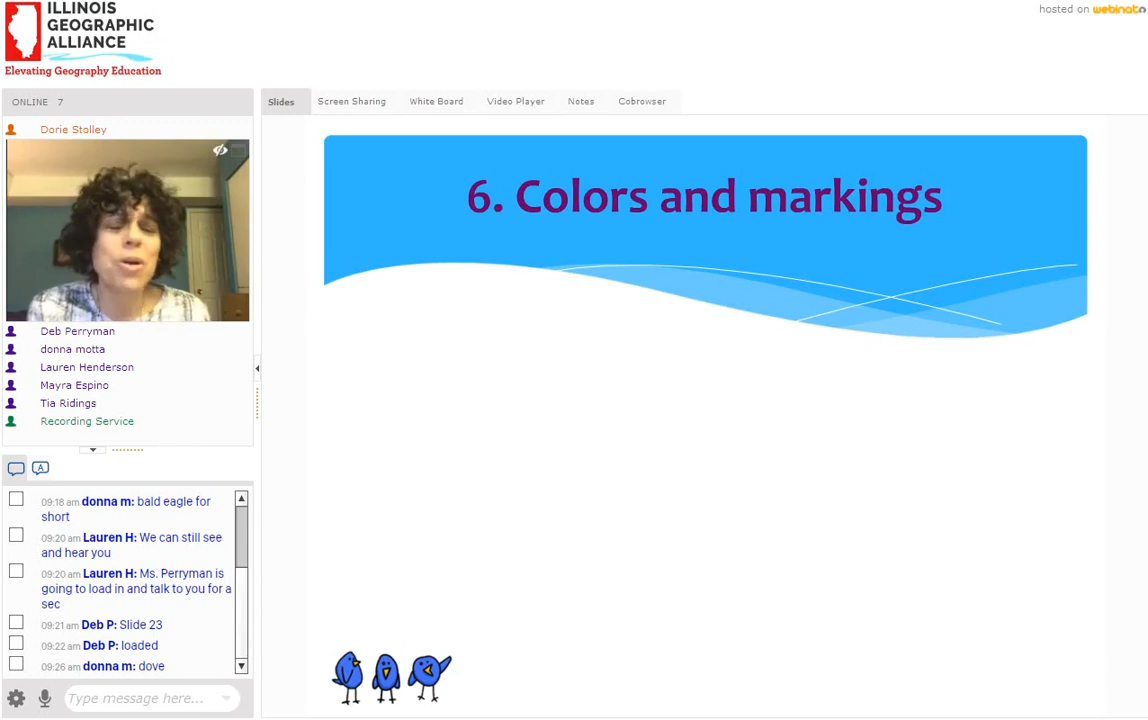 ILLINOIS
GEOGRAPHIC
ALLIANCE
Elevating Geography Education
hosted on webinato
ONLINE 7
Dorie Stolley
Deb Perryman
donna motta
Lauren Henderson
Mayra Espino
Tia Ridings
Recording Service
A
09:18 am donna m: bald eagle for
short
09:20 am Lauren H: We can still see
and hear you
09:20 am Lauren H: Ms. Perryman is
going to load in and talk to you for a
sec
09:21 am Deb P: Slide 23
09:22 am Deb P: loaded
09:26 am donna m: dove
Type message here...
Slides Screen Sharing White Board Video Player Notes Cobrowser
6. Colors and markings